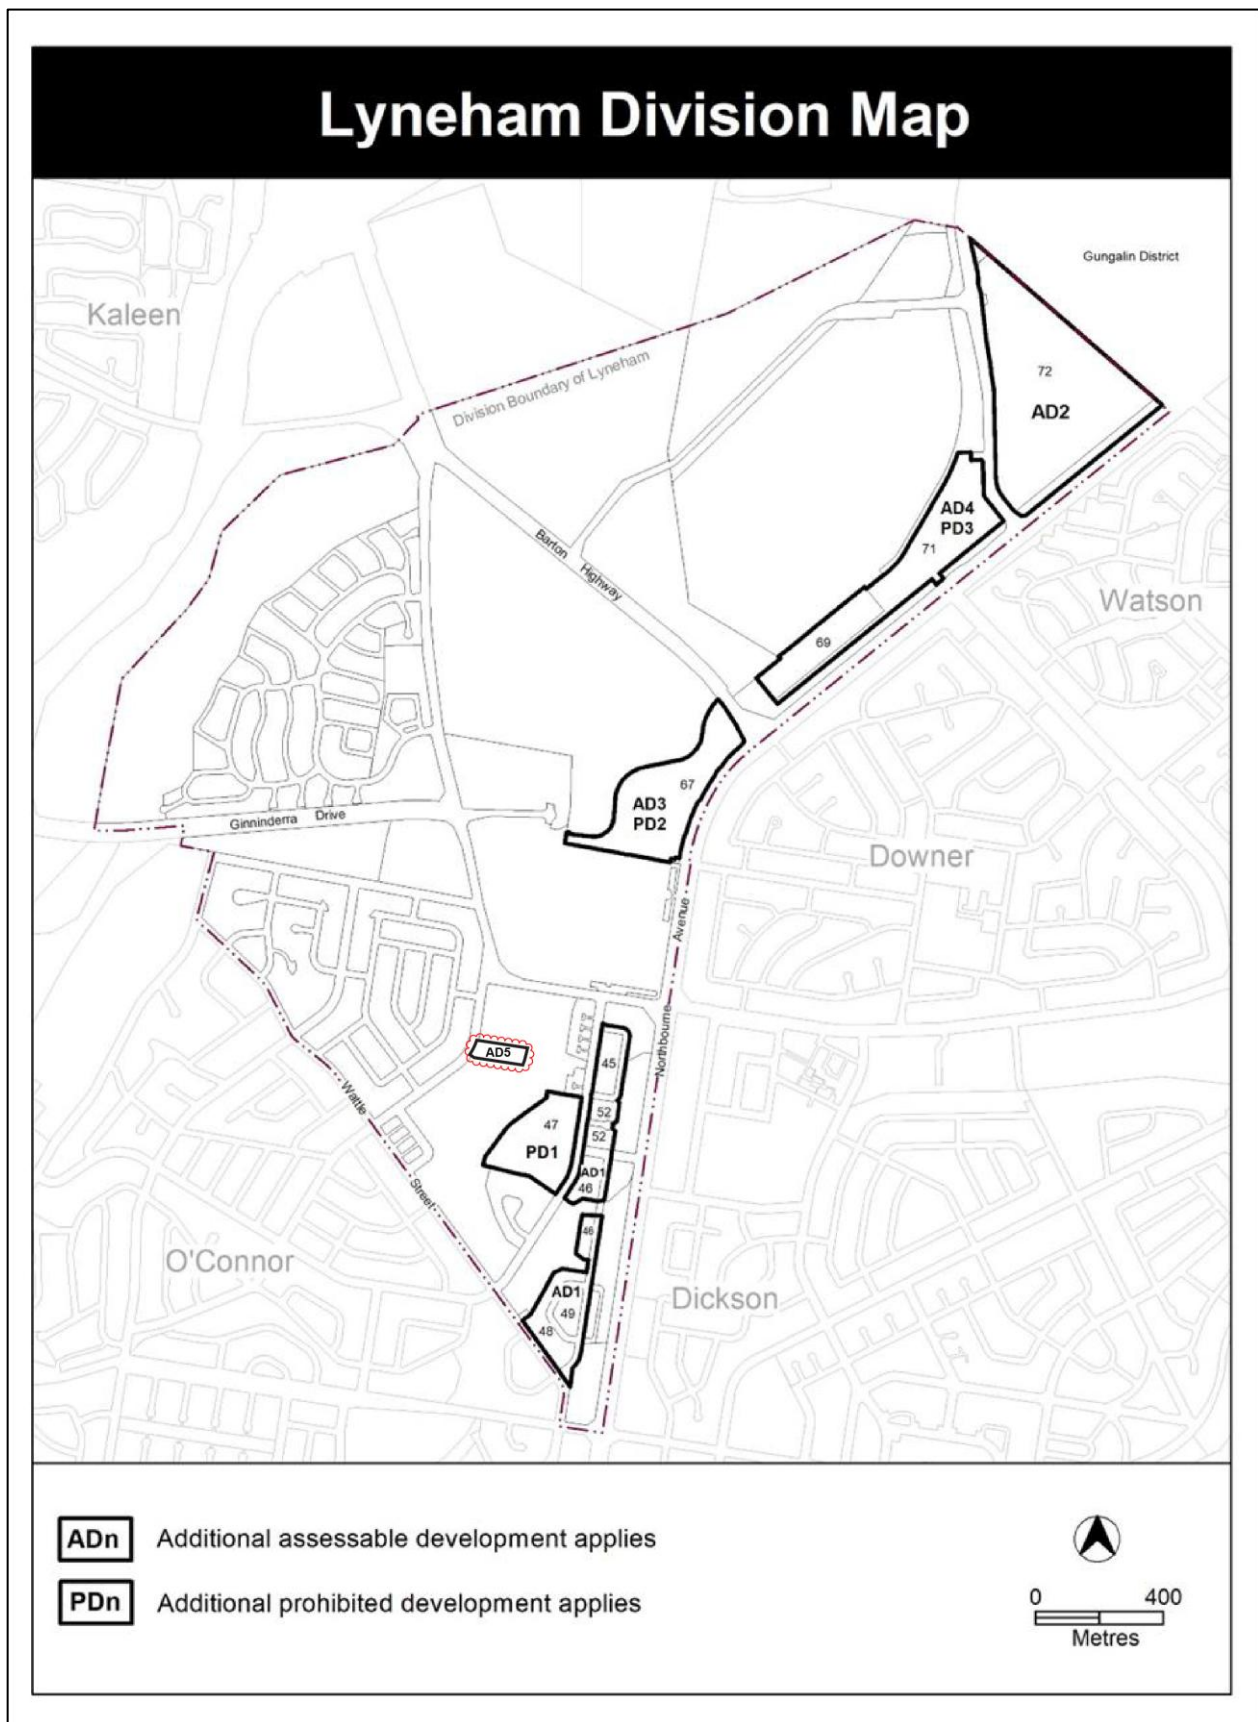 Lyneham Division Map
Gungalin District
Kaleen
72
Division Boundary of Lyneham
AD2
AD4
PD3
Barton Highway
71
Watson
69
67
AD3
PD2
Ginninderra Drive
Downer
Northbourne Avenue
AD5
45
Wattle Street
52
47
52
PD1
AD1
46
46
O'Connor
AD1
Dickson
49
48
ADn Additional assessable development applies
PDn Additional prohibited development applies
0 400
Metres